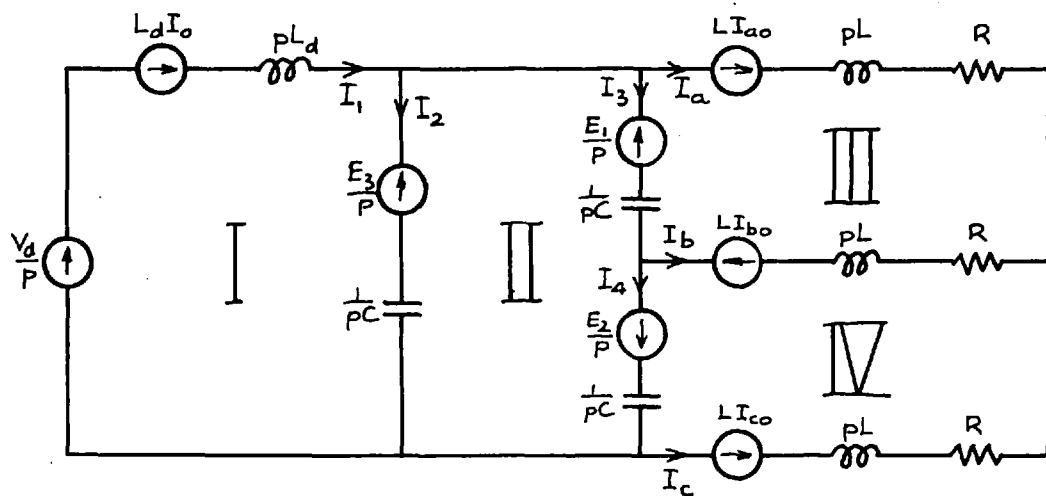 LdIo pLd LIao pL R
I1 I2 I3 Ia
E1/P
E3/P 1/pC III
Vd/P I II Ib LIbo pL R
I4
1/pC E2/P IV
1/pC LIco pL R
Ic